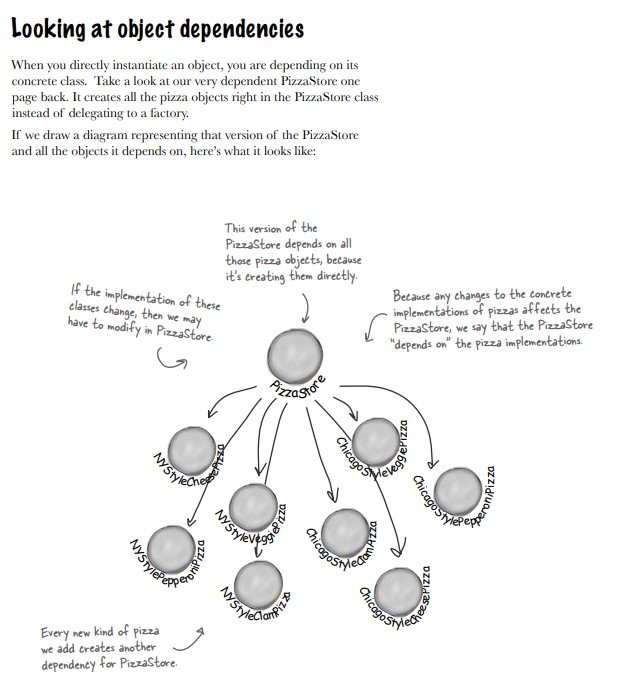 Looking at object dependencies
When you directly instantiate an object, you are depending on its
concrete class.  Take a look at our very dependent PizzaStore one
page back. It creates all the pizza objects right in the PizzaStore class
instead of delegating to a factory.
If we draw a diagram representing that version of the PizzaStore
and all the objects it depends on, here's what it looks like:
This version of the
PizzaStore depends on all
those pizza objects, because
it's creating them directly.
If the implementation of these
classes change, then we may
have to modify in PizzaStore.
Because any changes to the concrete
implementations of pizzas affects the
PizzaStore, we say that the PizzaStore
"depends on" the pizza implementations.
PizzaStore
NYStyleCheesePizza
ChicagoStyleVeggiePizza
ChicagoStylePepperoniPizza
NYStyleVeggiePizza
ChicagoStyleClamPizza
NYStylePepperoniPizza
NYStyleClamPizza
ChicagoStyleCheesePizza
Every new kind of pizza
we add creates another
dependency for PizzaStore.